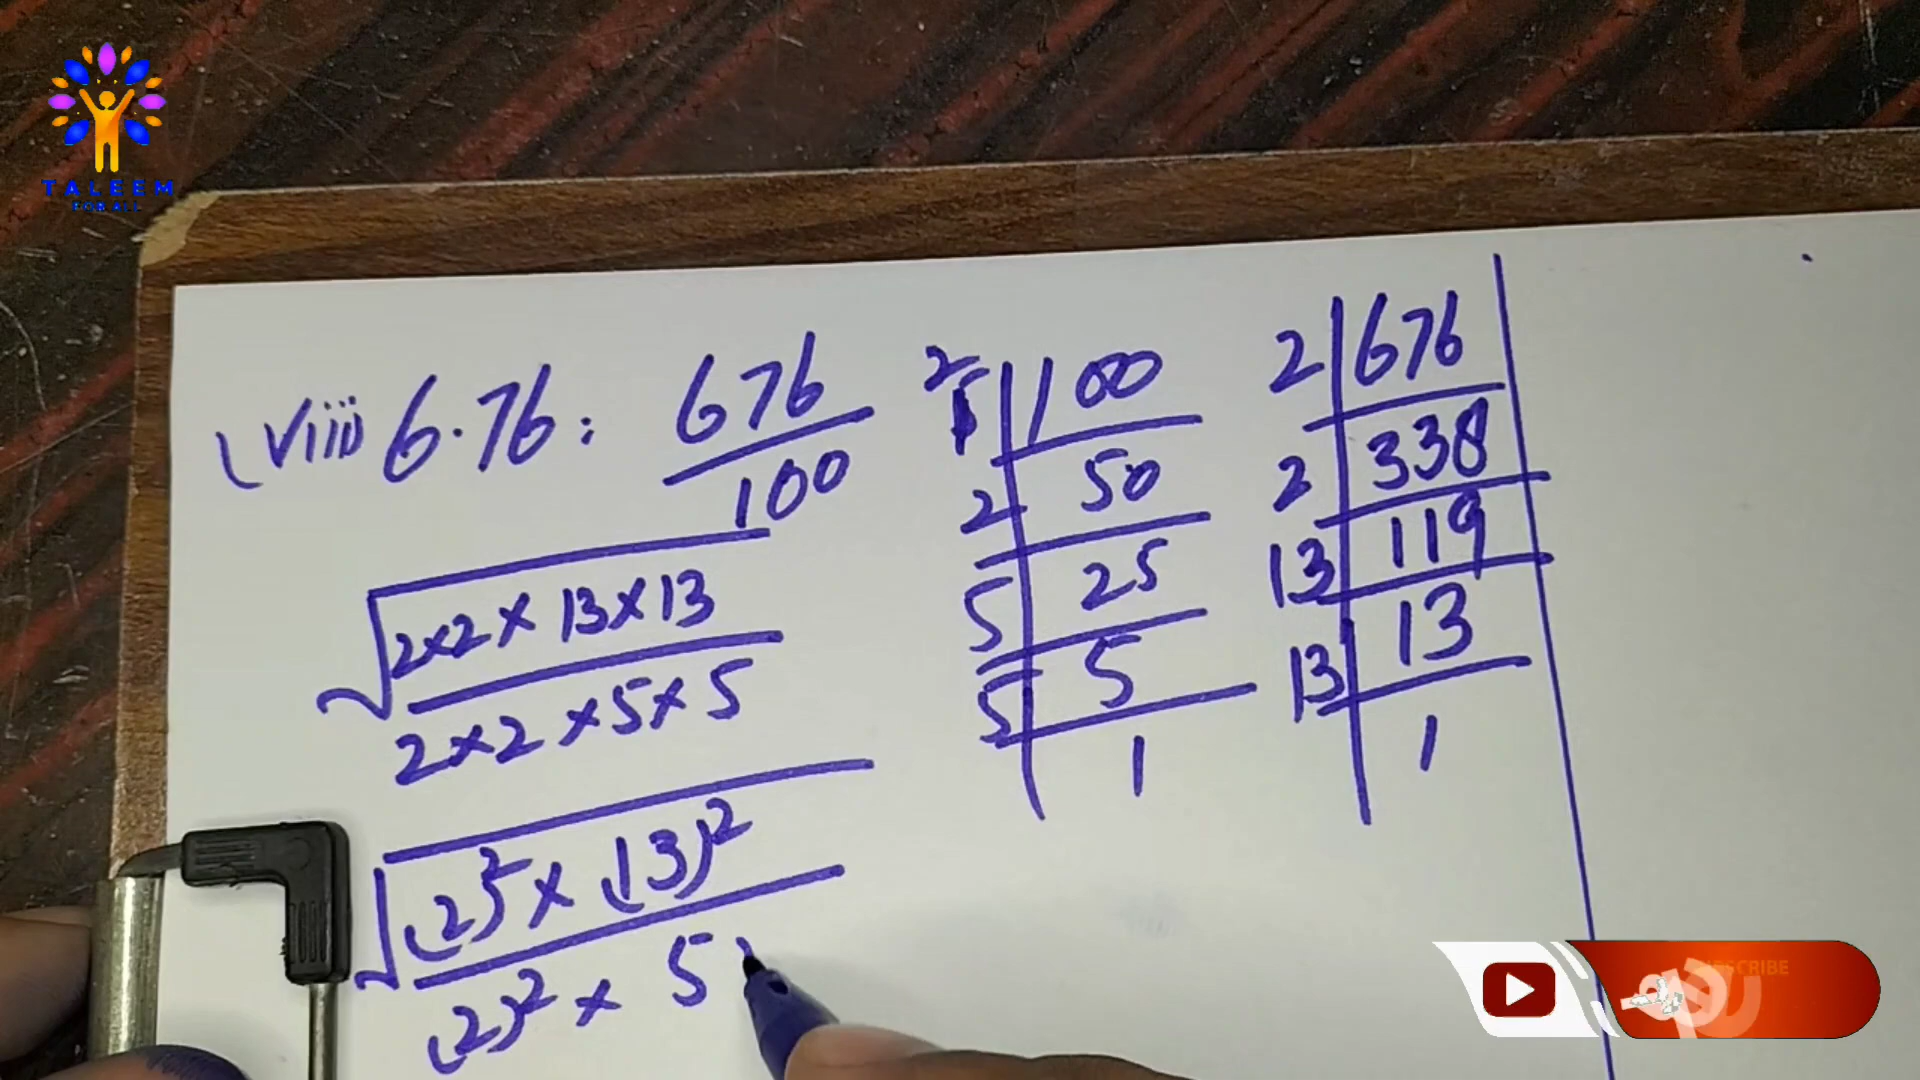 TALEEM
FOR ALL
(viii) 6.76 : 676/100
√(2×2 × 13×13)/(2×2 ×5×5)
√((2)² × (13)²)/((2)² × 5
2 | 100
2 | 50
5 | 25
5 | 5
1
2 | 676
2 | 338
13 | 119
13 | 13
1